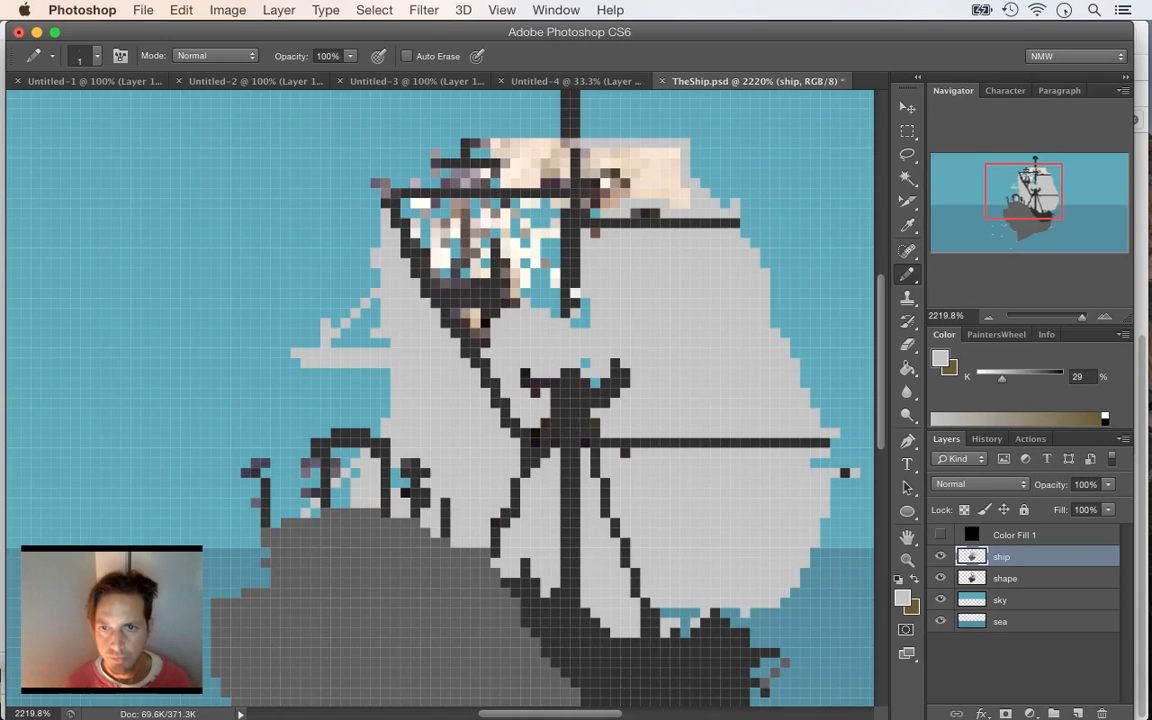 Photoshop File Edit Image Layer Type Select Filter 3D View Window Help
Adobe Photoshop CS6
1 Mode: Normal Opacity: 100% Auto Erase NMW
Untitled-1 @ 100% (Layer 1... Untitled-2 @ 100% (Layer 1... Untitled-3 @ 100% (Layer 1... Untitled-4 @ 33.3% (Layer ... TheShip.psd @ 2220% (ship, RGB/8) *
Navigator Character Paragraph
2219.8%
Color PaintersWheel Info
K 29 %
Layers History Actions
Kind
Normal Opacity: 100%
Lock: Fill: 100%
Color Fill 1
ship
shape
sky
sea
2219.8% Doc: 69.6K/371.3K